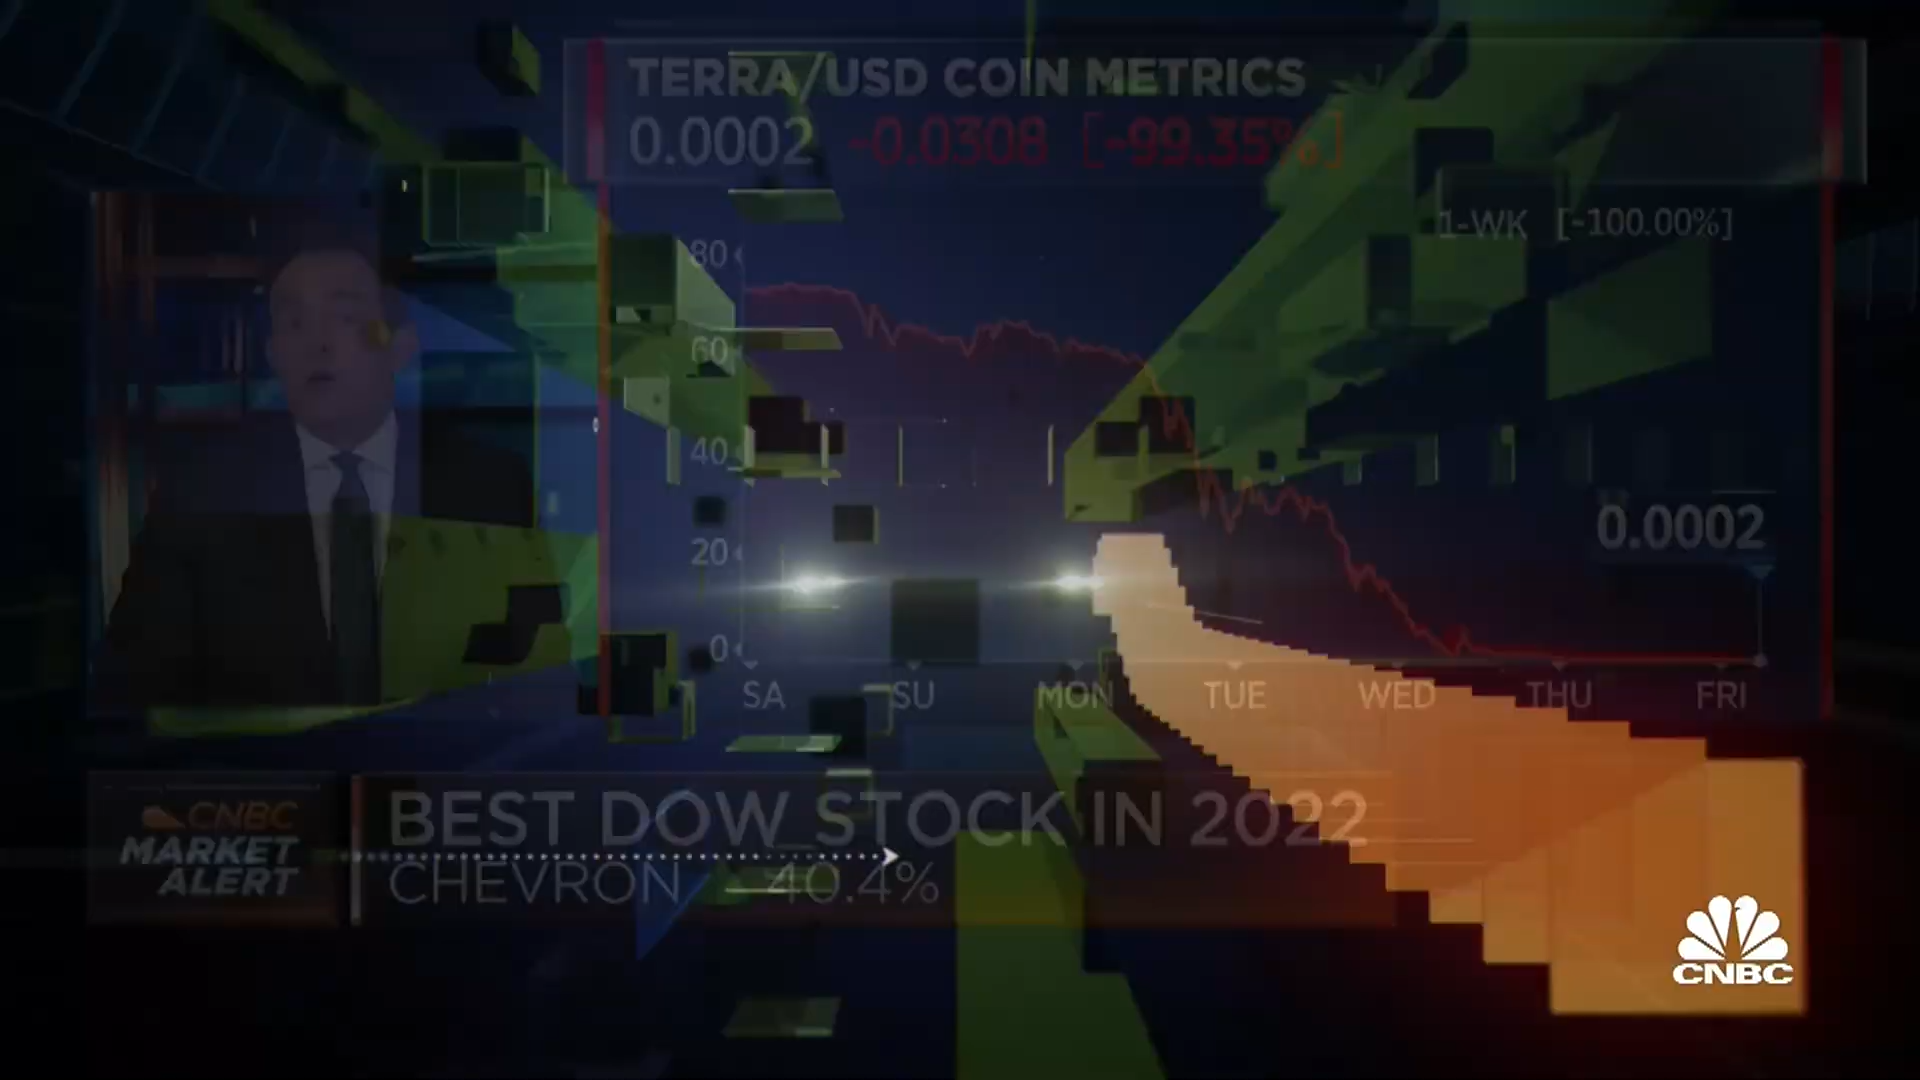 TERRA/USD COIN METRICS
0.0002 -0.0308 [-99.35%]
1-WK [-100.00%]
80
60
40
20
0
0.0002
SA SU MON TUE WED THU FRI
CNBC
MARKET
ALERT
BEST DOW STOCK IN 2022
CHEVRON 40.4%
CNBC